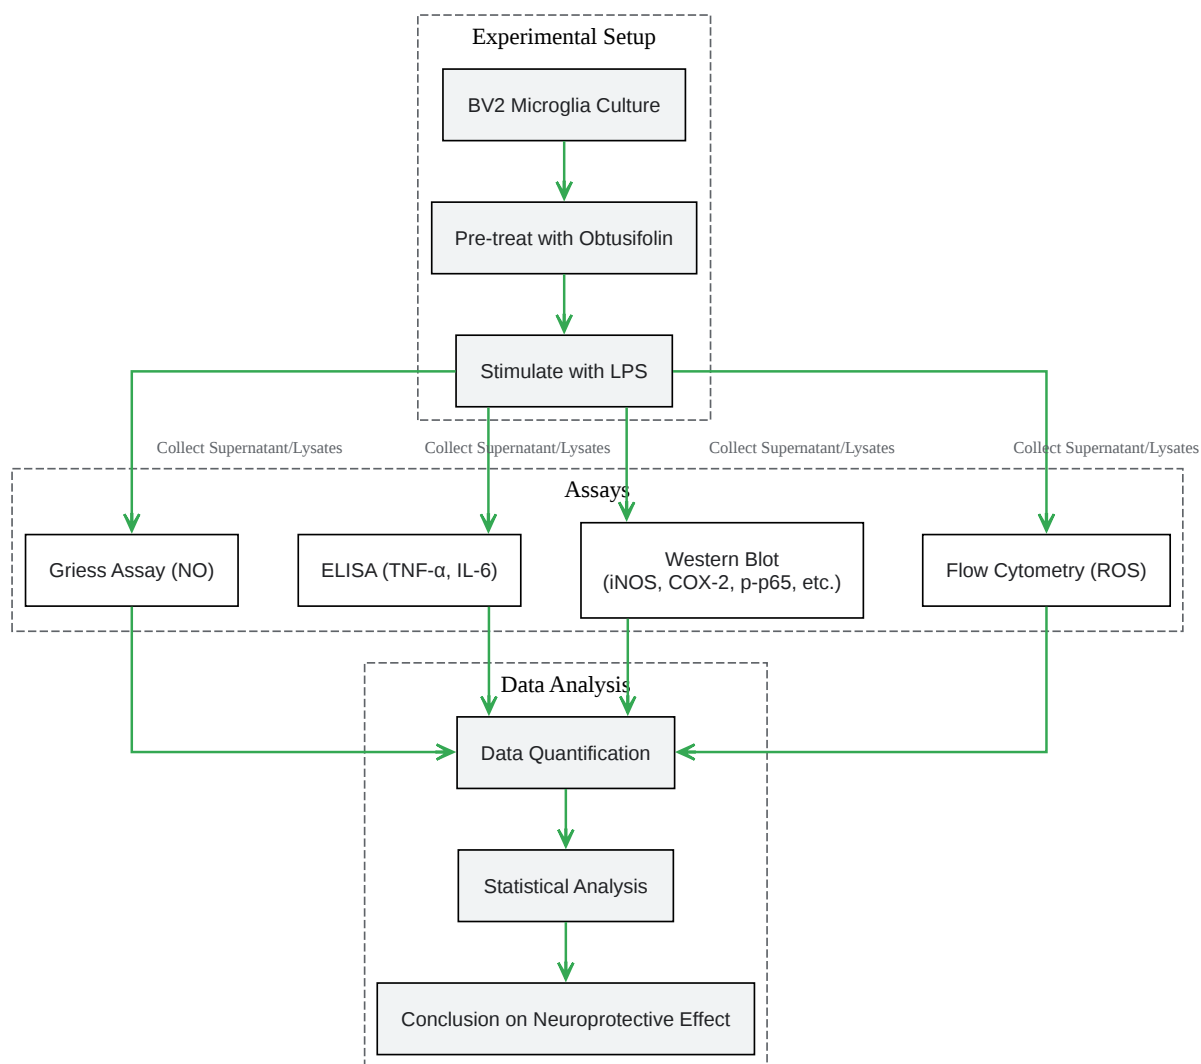 Experimental Setup
BV2 Microglia Culture
Pre-treat with Obtusifolin
Stimulate with LPS
Collect Supernatant/Lysates
Collect Supernatant/Lysates
Collect Supernatant/Lysates
Collect Supernatant/Lysates
Assays
Griess Assay (NO)
ELISA (TNF-α, IL-6)
Western Blot
(iNOS, COX-2, p-p65, etc.)
Flow Cytometry (ROS)
Data Analysis
Data Quantification
Statistical Analysis
Conclusion on Neuroprotective Effect